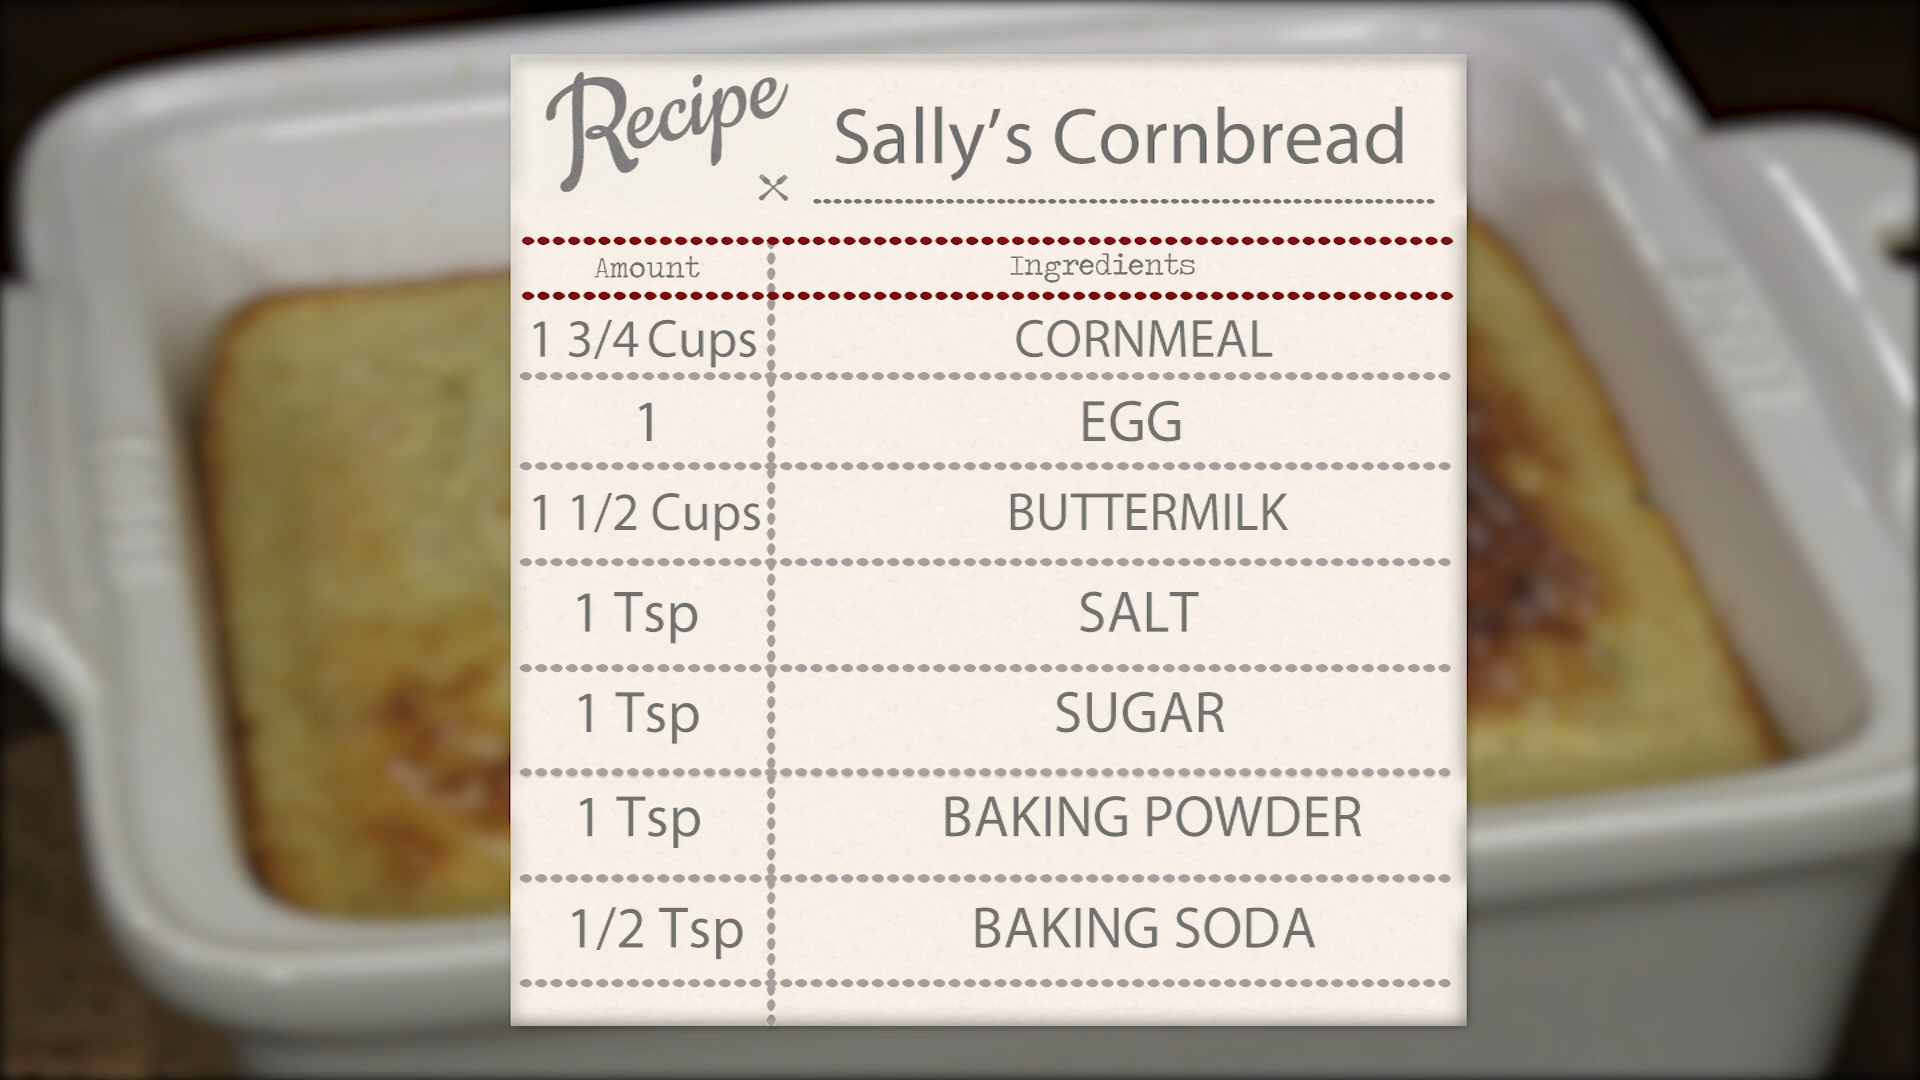 Recipe
Sally's Cornbread
Amount Ingredients
1 3/4 Cups CORNMEAL
1 EGG
1 1/2 Cups BUTTERMILK
1 Tsp SALT
1 Tsp SUGAR
1 Tsp BAKING POWDER
1/2 Tsp BAKING SODA